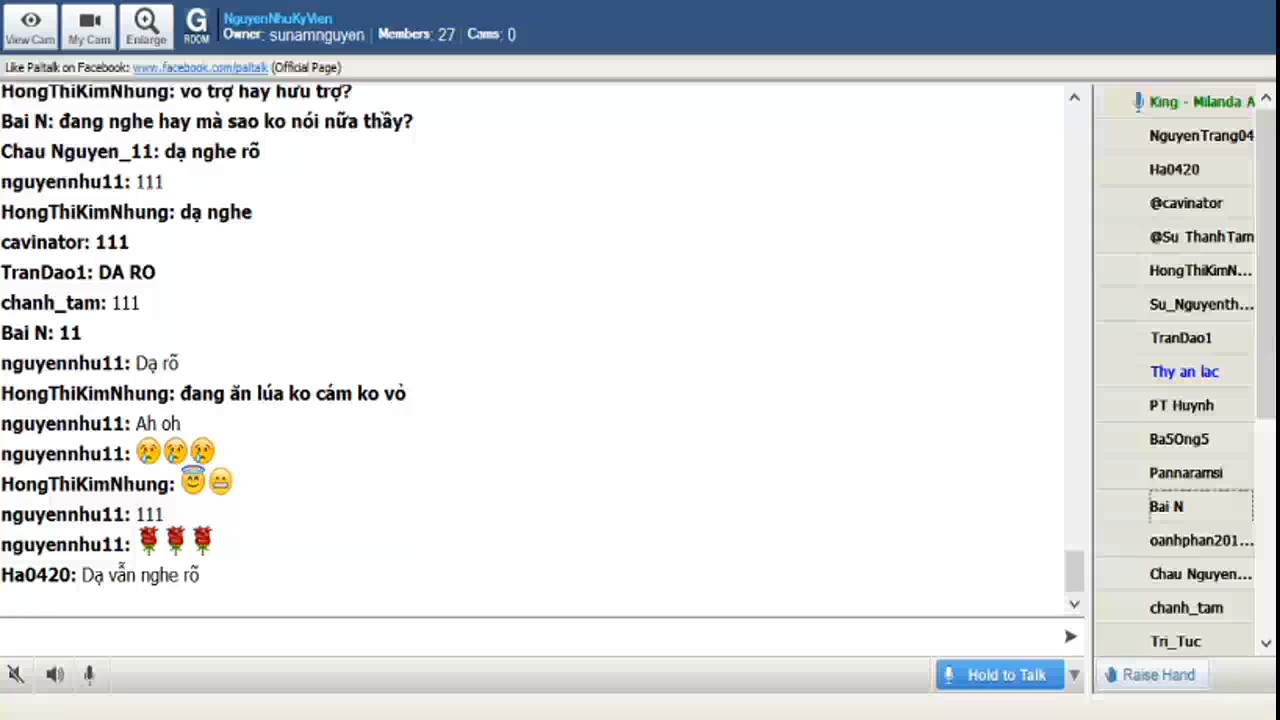 View Cam
My Cam
Enlarge
G
ROOM
NguyenNhuKyVien
Owner: sunamnguyen | Members: 27 | Cams: 0
Like Paltalk on Facebook: www.facebook.com/paltalk (Official Page)
HongThiKimNhung: vô trợ hay hưu trợ?
Bai N: đang nghe hay mà sao ko nói nữa thầy?
Chau Nguyen_11: dạ nghe rõ
nguyennhu11: 111
HongThiKimNhung: dạ nghe
cavinator: 111
TranDao1: DA RO
chanh_tam: 111
Bai N: 11
nguyennhu11: Dạ rõ
HongThiKimNhung: đang ăn lúa ko cám ko vỏ
nguyennhu11: Ah oh
nguyennhu11:
HongThiKimNhung:
nguyennhu11: 111
nguyennhu11:
Ha0420: Dạ vẫn nghe rõ
King - Milanda A
NguyenTrang04
Ha0420
@cavinator
@Su ThanhTam
HongThiKimN...
Su_Nguyenth...
TranDao1
Thy an lac
PT Huynh
Ba5Ong5
Pannaramsi
Bai N
oanhphan201...
Chau Nguyen...
chanh_tam
Tri_Tuc
Hold to Talk
Raise Hand